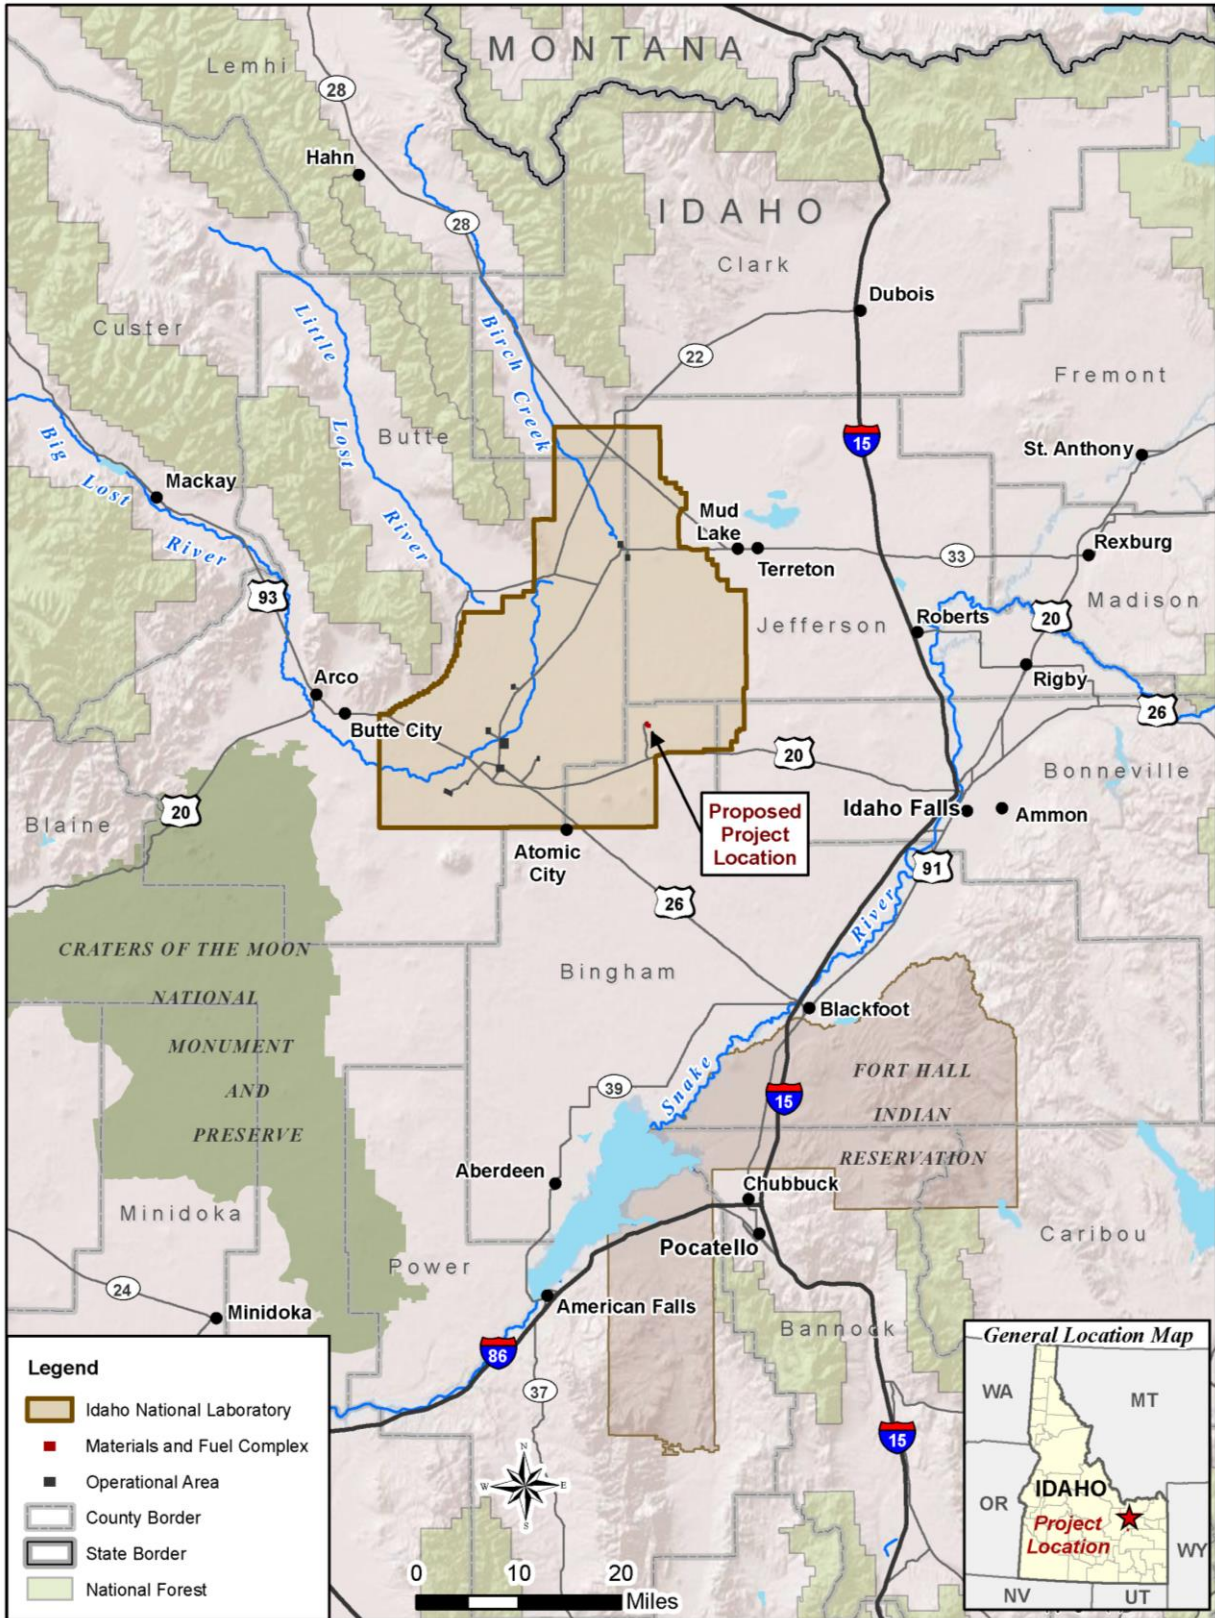 MONTANA
Lemhi
28
Hahn
28
IDAHO
Clark
Dubois
Custer
Little
Lost
River
Birch Creek
22
Fremont
Butte
15
St. Anthony
Big
Lost
River
Mackay
Mud
Lake
Terreton
33
Rexburg
93
Madison
20
Jefferson
Roberts
Arco
Rigby
Butte City
26
20
Bonneville
20
Blaine
Proposed
Project
Location
Idaho Falls
Ammon
Atomic
City
91
26
River
CRATERS OF THE MOON
NATIONAL
MONUMENT
AND
PRESERVE
Bingham
Blackfoot
Snake
39
15
FORT HALL
INDIAN
RESERVATION
Aberdeen
Chubbuck
Minidoka
Caribou
Pocatello
Power
24
Minidoka
American Falls
Bannock
86
37
15
Legend
Idaho National Laboratory
Materials and Fuel Complex
Operational Area
County Border
State Border
National Forest
N
W
E
S
0
10
20
Miles
General Location Map
WA
MT
OR
IDAHO
Project
Location
WY
NV
UT